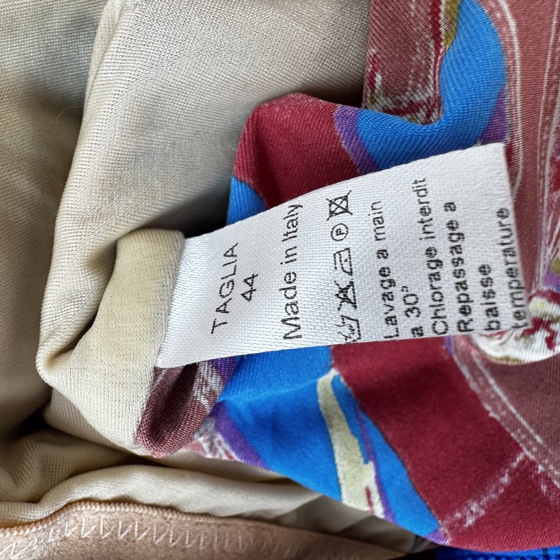 TAGLIA
44
Made in Italy
P
Lavage a main
a 30°
Chlorage interdit
Repassage a
baisse
temperature